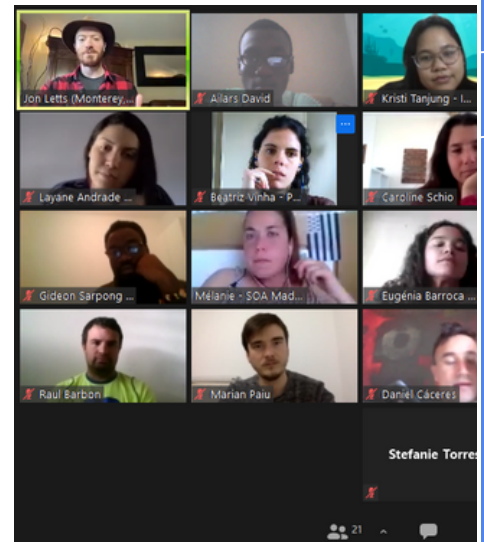 Jon Letts (Monterey,...
Ailars David
Kristi Tanjung - I...
Layane Andrade ...
Beatriz Vinha - P...
Caroline Schio
Gideon Sarpong ...
Mélanie - SOA Mad...
Eugénia Barroca ...
Raul Barbon
Marian Paiu
Daniel Cáceres
Stefanie Torres
21